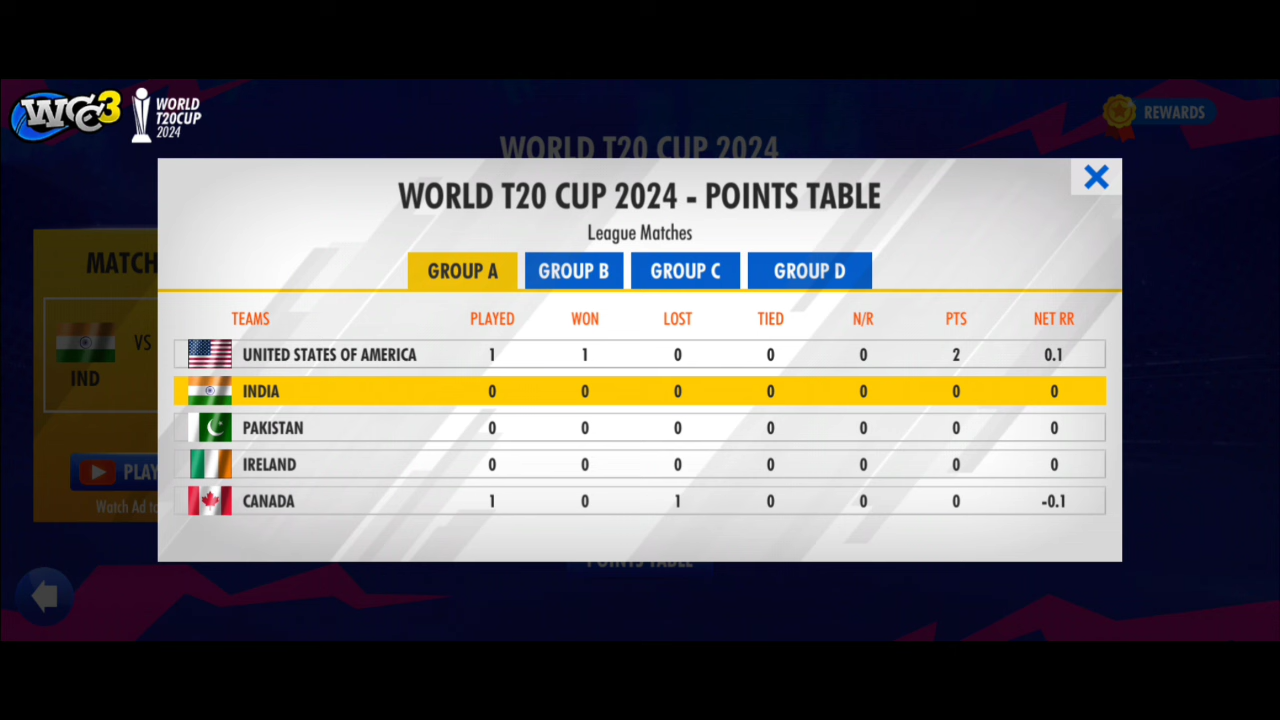 WCC3
WORLD
T20CUP
2024
REWARDS
WORLD T20 CUP 2024
WORLD T20 CUP 2024 - POINTS TABLE
League Matches
GROUP A GROUP B GROUP C GROUP D
TEAMS PLAYED WON LOST TIED N/R PTS NET RR
UNITED STATES OF AMERICA 1 1 0 0 0 2 0.1
INDIA 0 0 0 0 0 0 0
PAKISTAN 0 0 0 0 0 0 0
IRELAND 0 0 0 0 0 0 0
CANADA 1 0 1 0 0 0 -0.1
MATCH
VS
IND
PLAY
Watch Ad to
POINTS TABLE